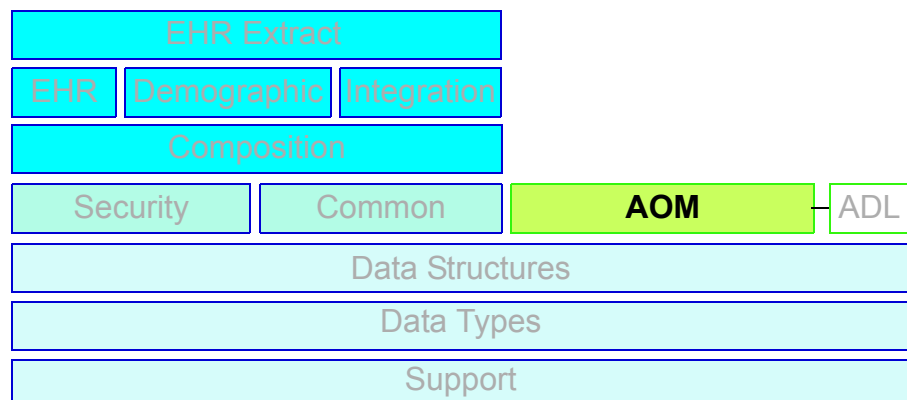 EHR Extract
EHR Demographic Integration
Composition
Security Common AOM ADL
Data Structures
Data Types
Support